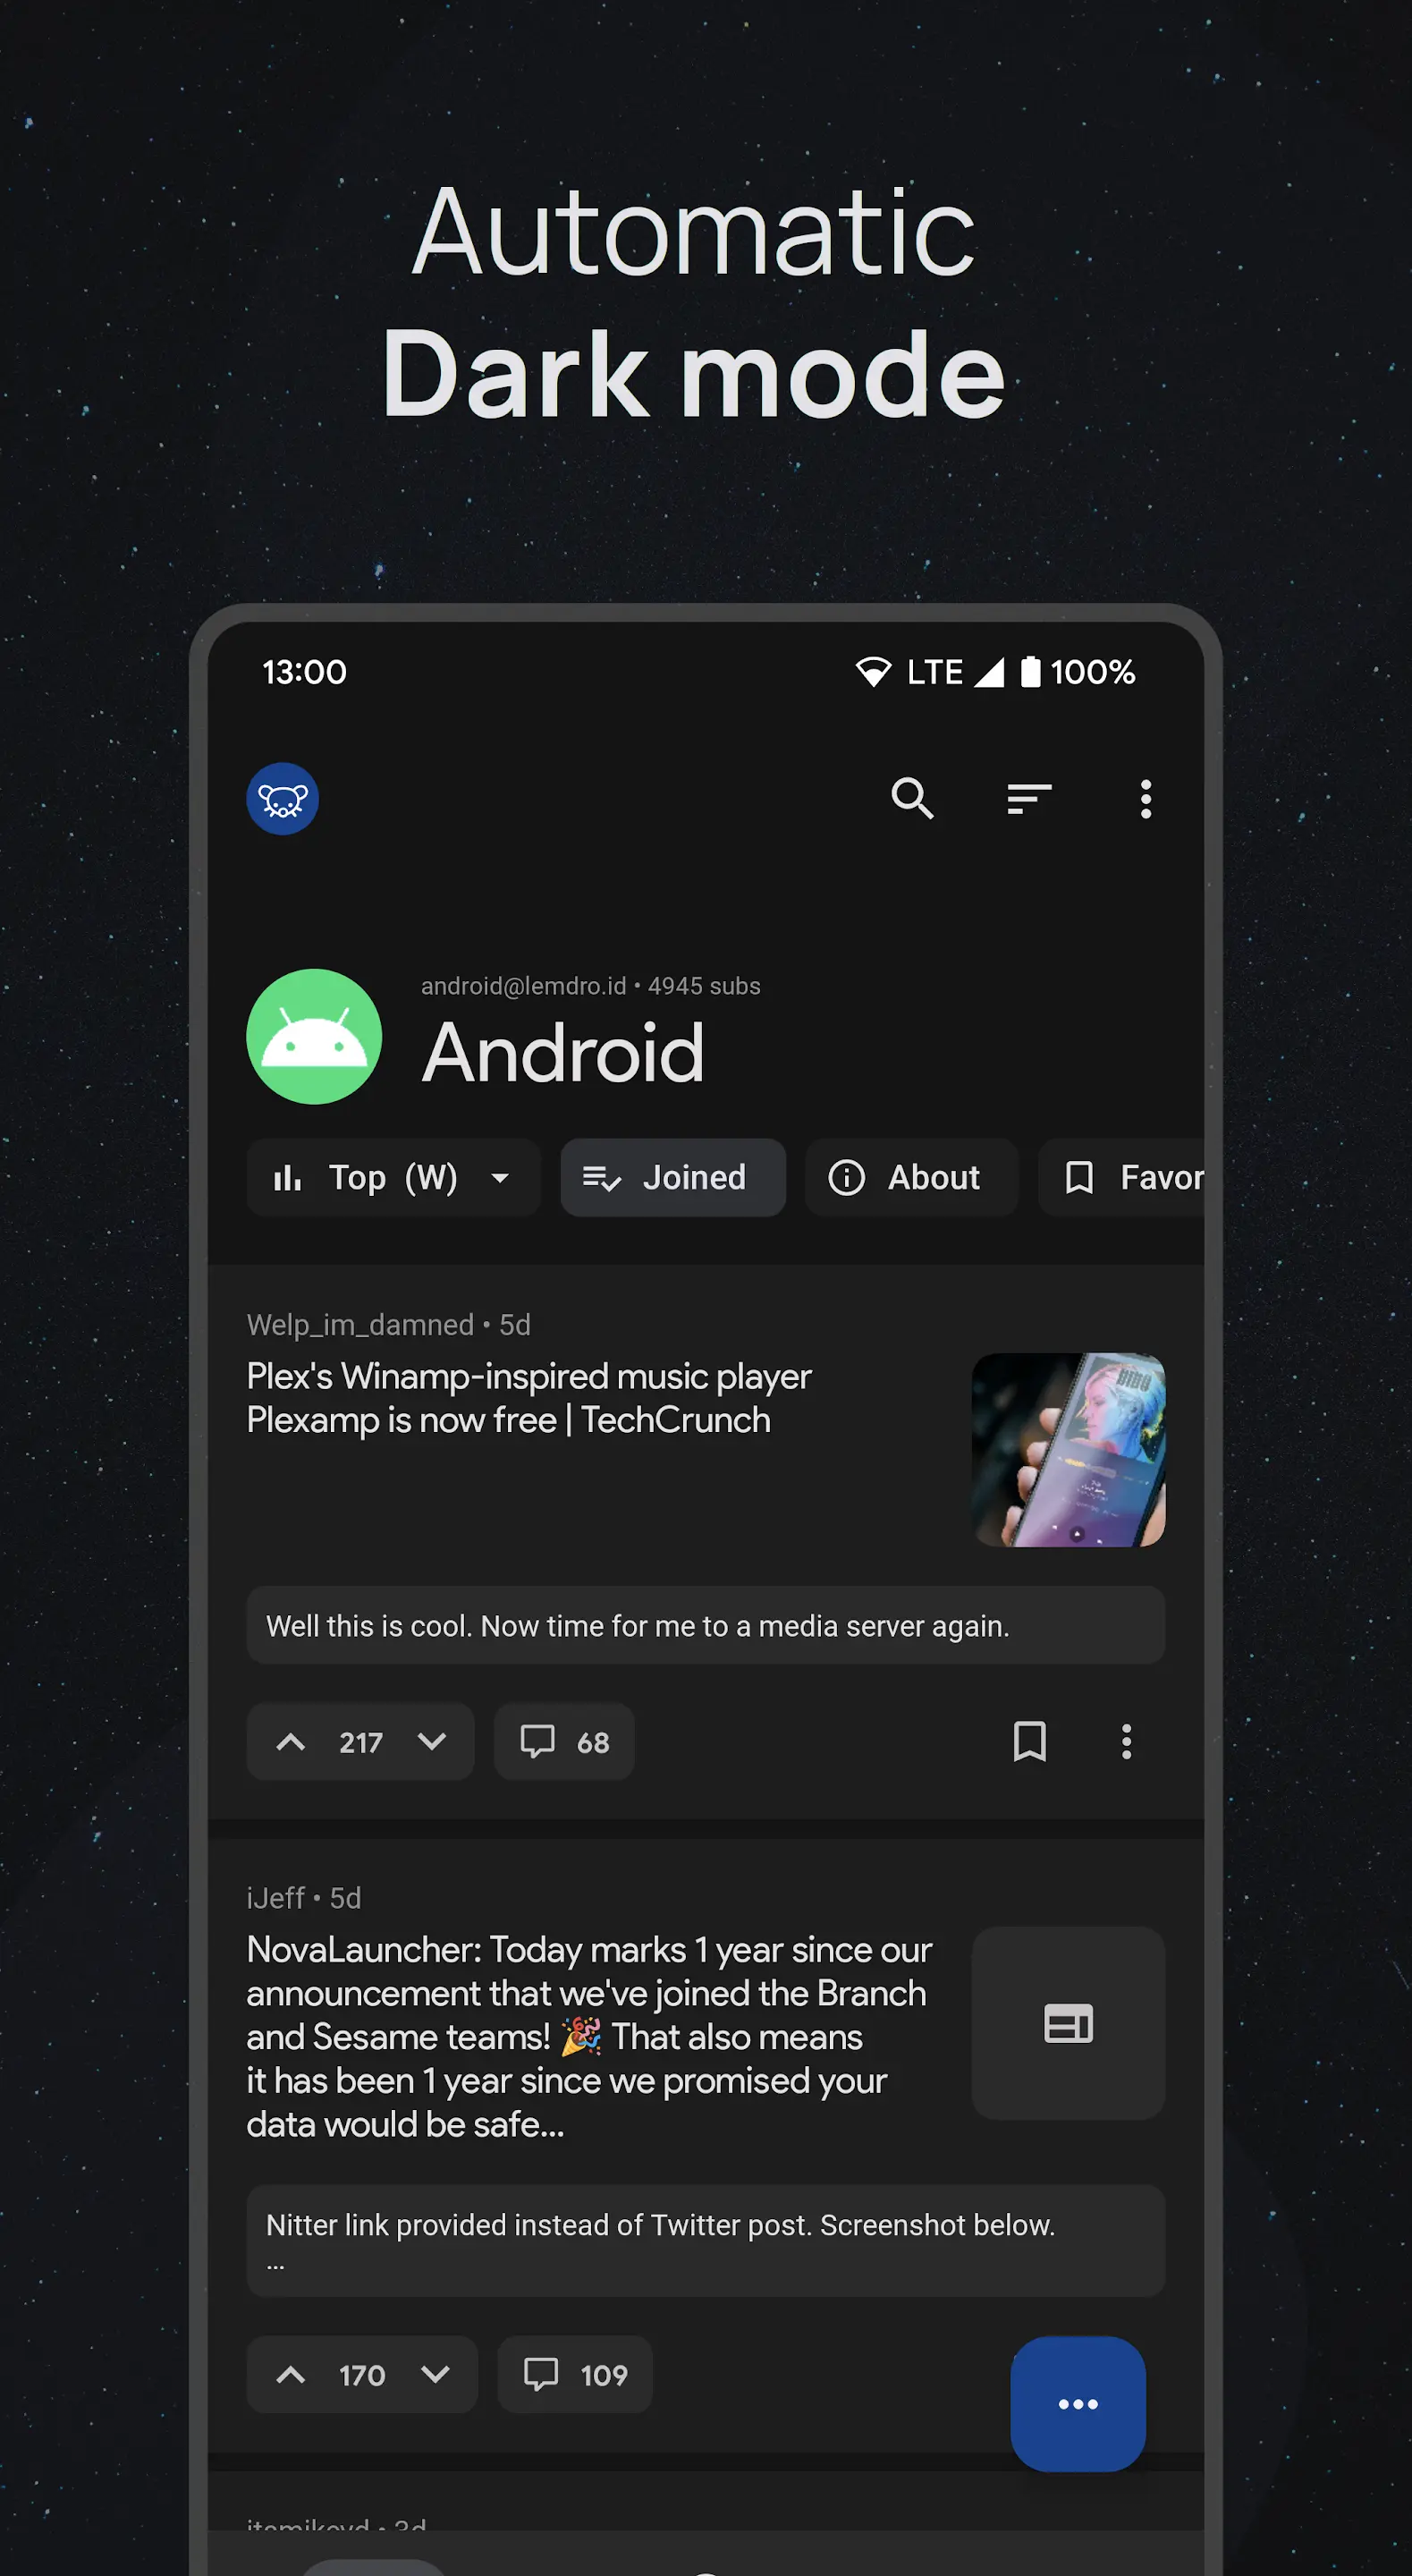 Automatic
Dark mode
13:00 LTE 100%
android@lemdro.id • 4945 subs
Android
Top (W) Joined About Favor
Welp_im_damned • 5d
Plex's Winamp-inspired music player
Plexamp is now free | TechCrunch
Well this is cool. Now time for me to a media server again.
217 68
iJeff • 5d
NovaLauncher: Today marks 1 year since our
announcement that we've joined the Branch
and Sesame teams! 🎉 That also means
it has been 1 year since we promised your
data would be safe...
Nitter link provided instead of Twitter post. Screenshot below.
...
170 109